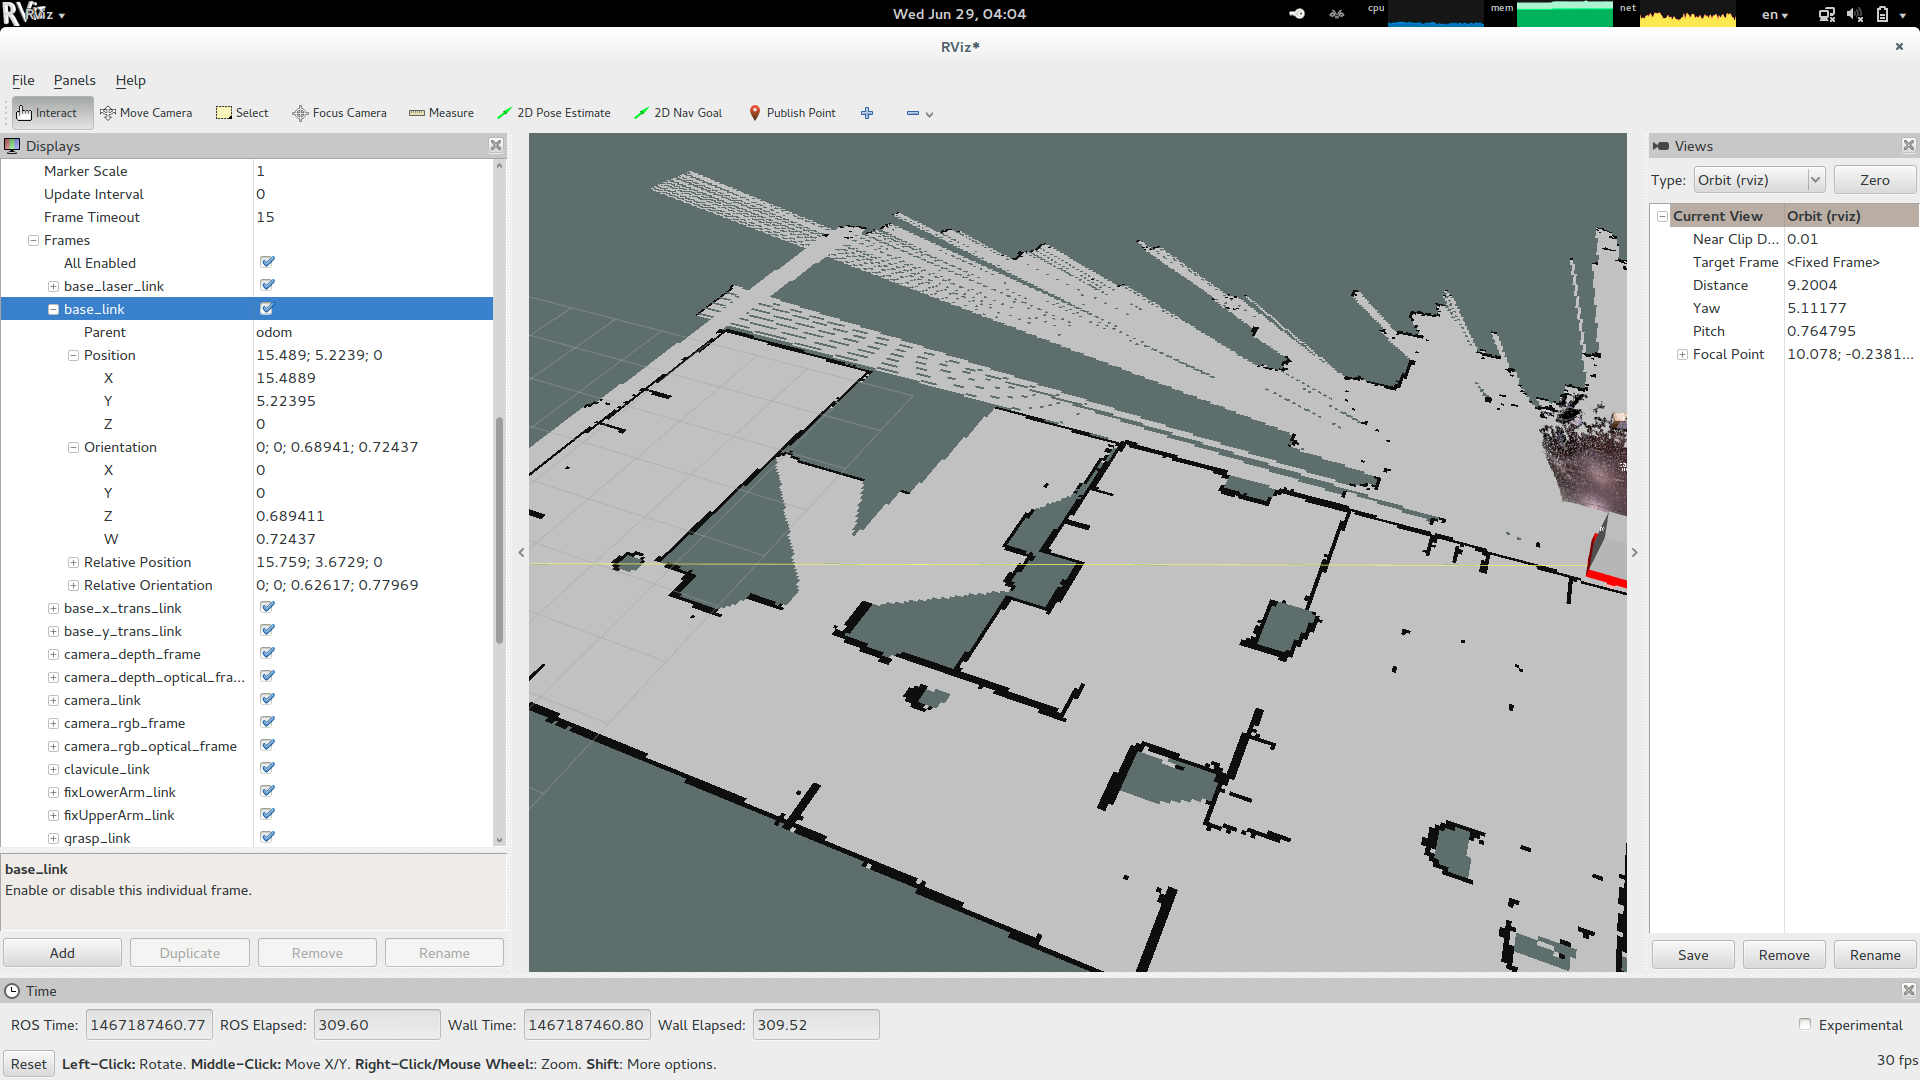 RViz
RViz
Wed Jun 29, 04:04
cpu
mem
net
en
RViz*
File Panels Help
Interact Move Camera Select Focus Camera Measure 2D Pose Estimate 2D Nav Goal Publish Point
Displays
Marker Scale 1
Update Interval 0
Frame Timeout 15
Frames
All Enabled
base_laser_link
base_link
Parent odom
Position 15.489; 5.2239; 0
X 15.4889
Y 5.22395
Z 0
Orientation 0; 0; 0.68941; 0.72437
X 0
Y 0
Z 0.689411
W 0.72437
Relative Position 15.759; 3.6729; 0
Relative Orientation 0; 0; 0.62617; 0.77969
base_x_trans_link
base_y_trans_link
camera_depth_frame
camera_depth_optical_fra...
camera_link
camera_rgb_frame
camera_rgb_optical_frame
clavicule_link
fixLowerArm_link
fixUpperArm_link
grasp_link
base_link
Enable or disable this individual frame.
Add Duplicate Remove Rename
Views
Type: Orbit (rviz) Zero
Current View Orbit (rviz)
Near Clip D... 0.01
Target Frame <Fixed Frame>
Distance 9.2004
Yaw 5.11177
Pitch 0.764795
Focal Point 10.078; -0.2381...
Save Remove Rename
Time
ROS Time: 1467187460.77 ROS Elapsed: 309.60 Wall Time: 1467187460.80 Wall Elapsed: 309.52 Experimental
Reset Left-Click: Rotate. Middle-Click: Move X/Y. Right-Click/Mouse Wheel:: Zoom. Shift: More options. 30 fps